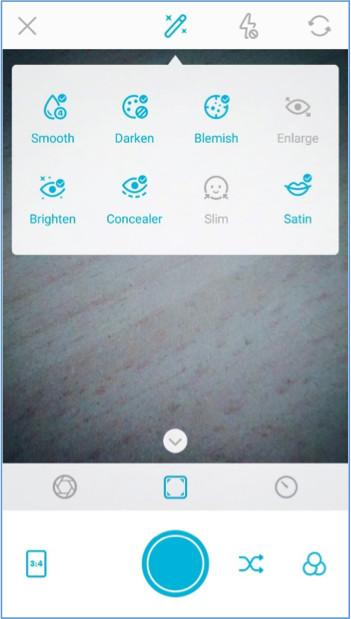 Smooth Darken Blemish Enlarge
Brighten Concealer Slim Satin
3:4